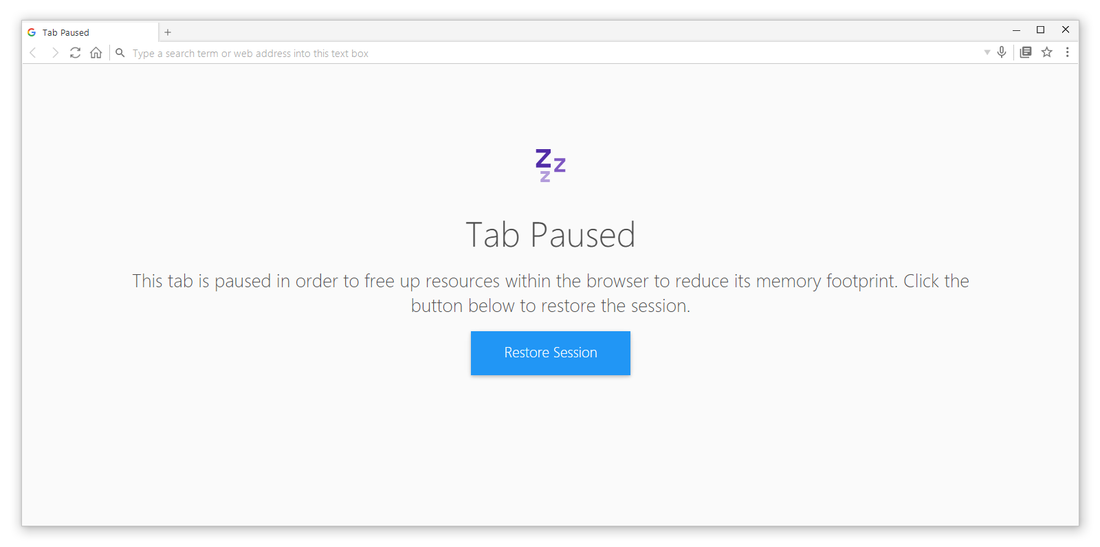 Tab Paused
Type a search term or web address into this text box
Z z z
Tab Paused
This tab is paused in order to free up resources within the browser to reduce its memory footprint. Click the
button below to restore the session.
Restore Session